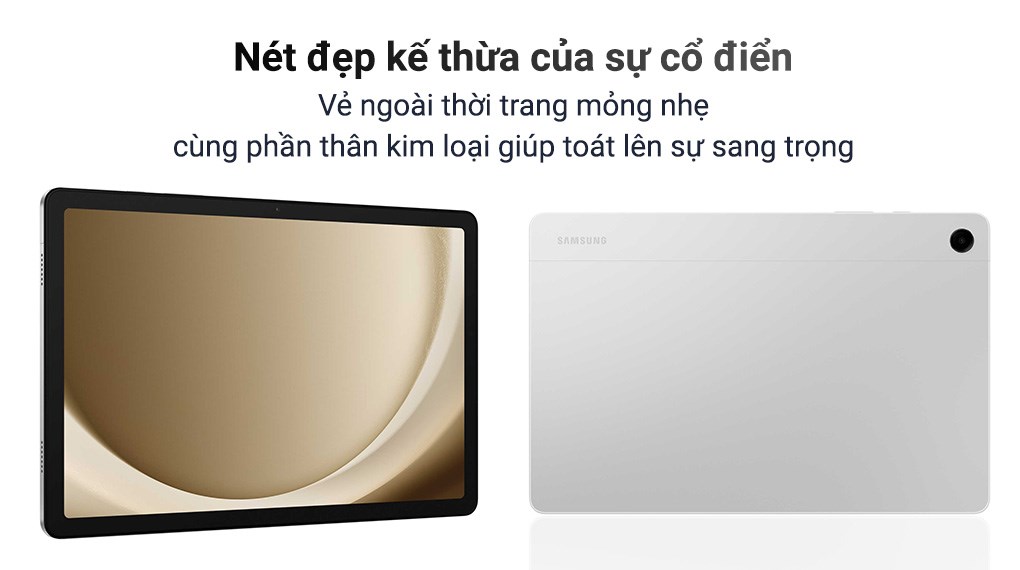 Nét đẹp kế thừa của sự cổ điển
Vẻ ngoài thời trang mỏng nhẹ
cùng phần thân kim loại giúp toát lên sự sang trọng
SAMSUNG